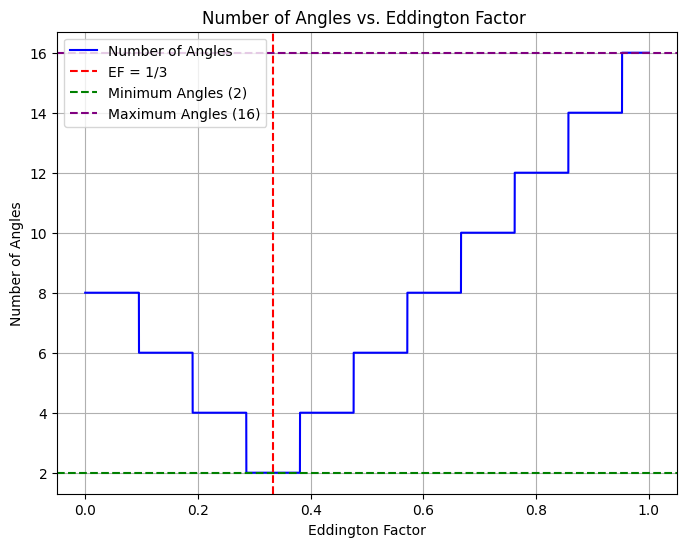 Number of Angles vs. Eddington Factor
Number of Angles
EF = 1/3
Minimum Angles (2)
Maximum Angles (16)
Number of Angles
16
14
12
10
8
6
4
2
0.0 0.2 0.4 0.6 0.8 1.0
Eddington Factor